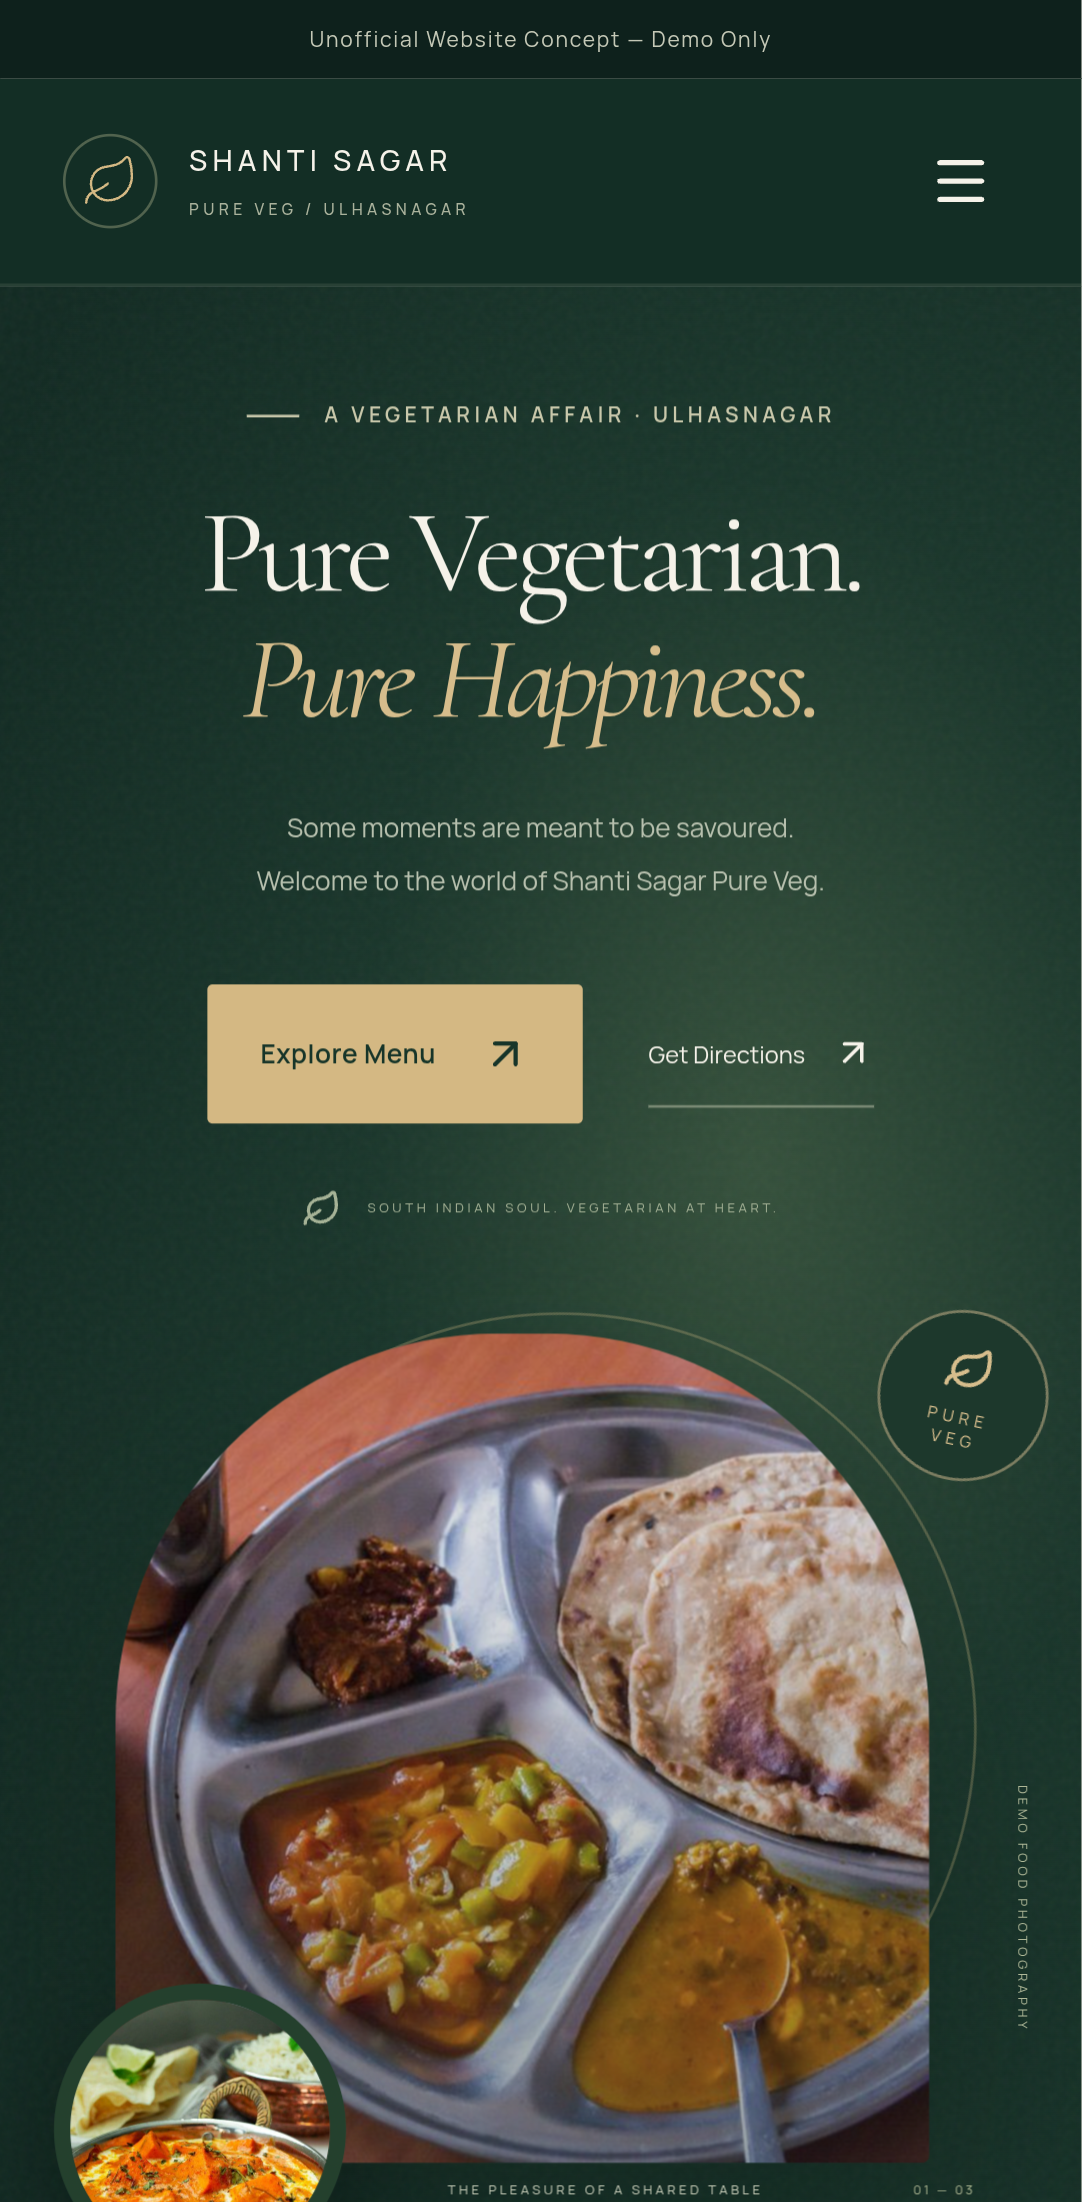 Unofficial Website Concept — Demo Only
SHANTI SAGAR
PURE VEG / ULHASNAGAR
A VEGETARIAN AFFAIR · ULHASNAGAR
Pure Vegetarian.
Pure Happiness.
Some moments are meant to be savoured.
Welcome to the world of Shanti Sagar Pure Veg.
Explore Menu
Get Directions
SOUTH INDIAN SOUL. VEGETARIAN AT HEART.
PURE
VEG
DEMO FOOD PHOTOGRAPHY
THE PLEASURE OF A SHARED TABLE
01 — 03